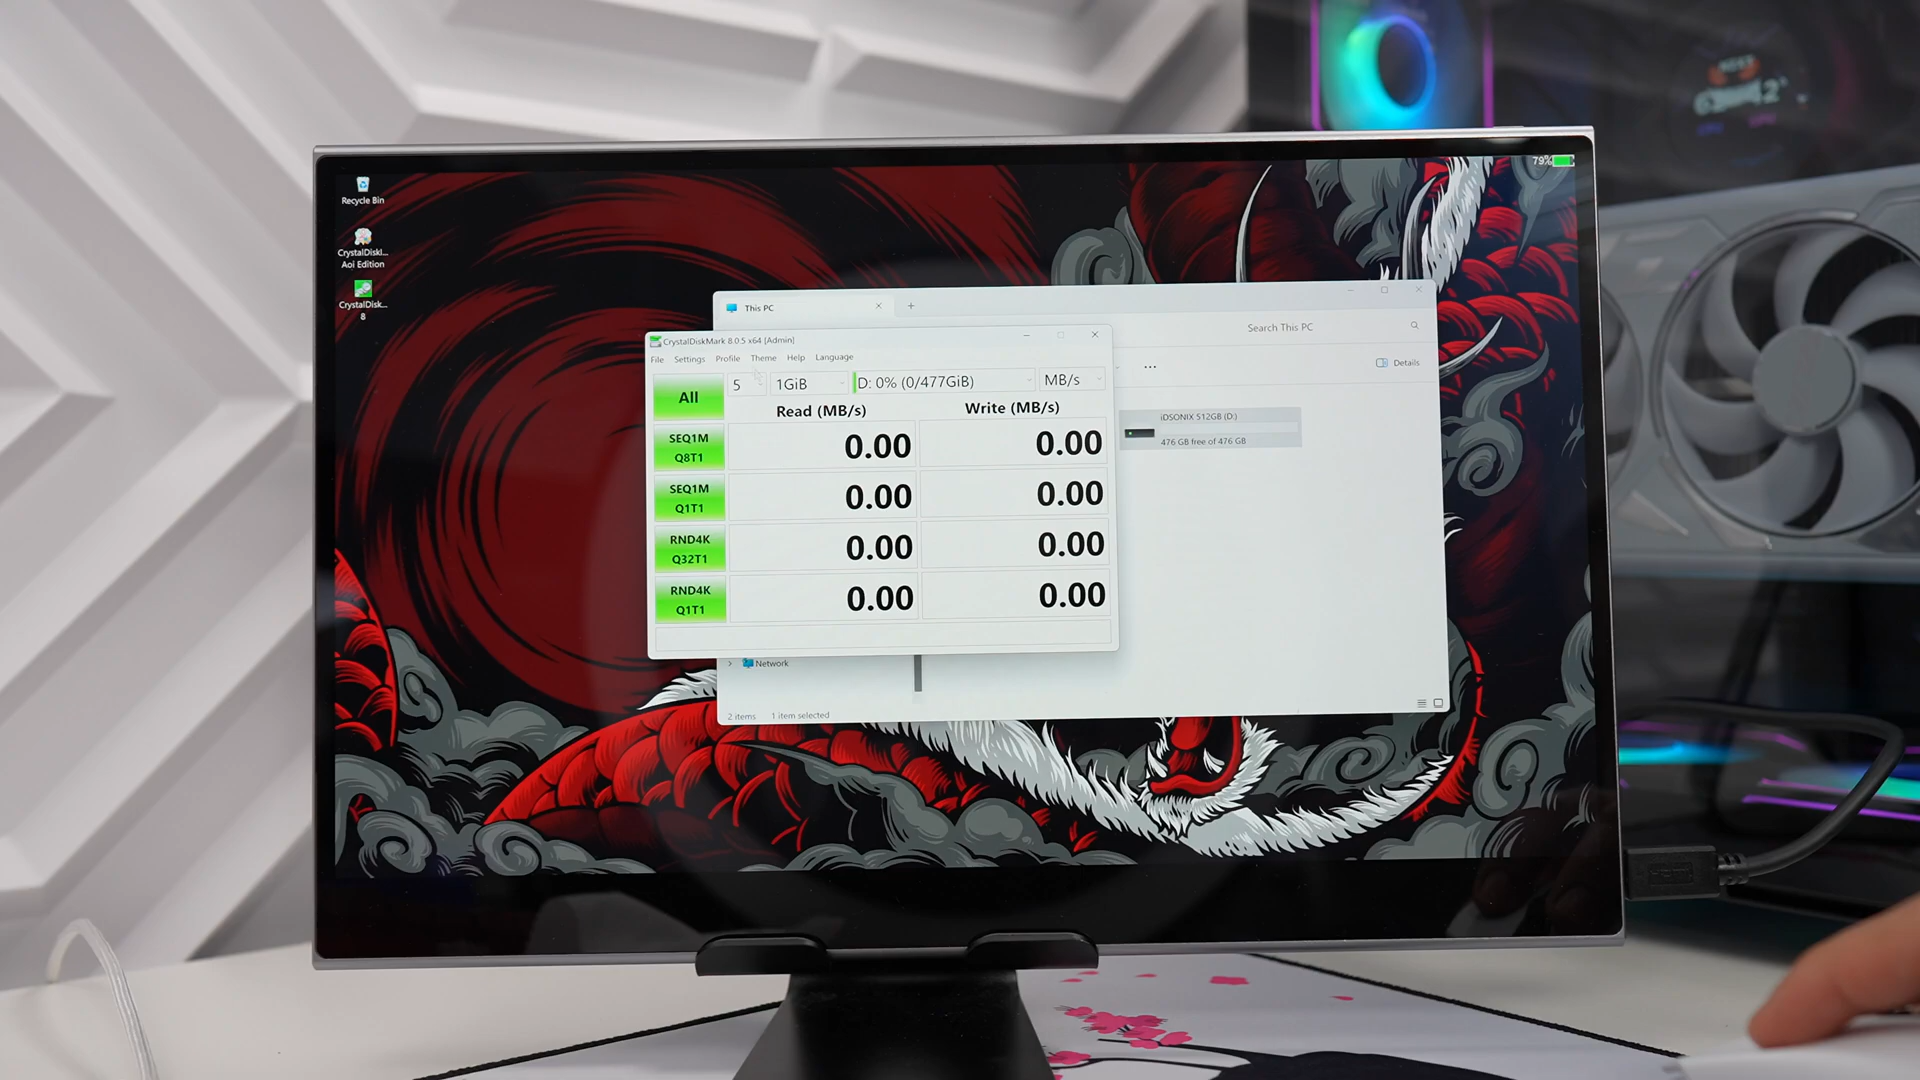 79%
Recycle Bin
CrystalDiskI...
Aoi Edition
CrystalDisk...
8
This PC
Search This PC
Details
CrystalDiskMark 8.0.5 x64 [Admin]
File Settings Profile Theme Help Language
All
5
1GiB
D: 0% (0/477GiB)
MB/s
Read (MB/s)
Write (MB/s)
SEQ1M
Q8T1
0.00
0.00
SEQ1M
Q1T1
0.00
0.00
RND4K
Q32T1
0.00
0.00
RND4K
Q1T1
0.00
0.00
iDSONIX 512GB (D:)
476 GB free of 476 GB
Network
2 items
1 item selected